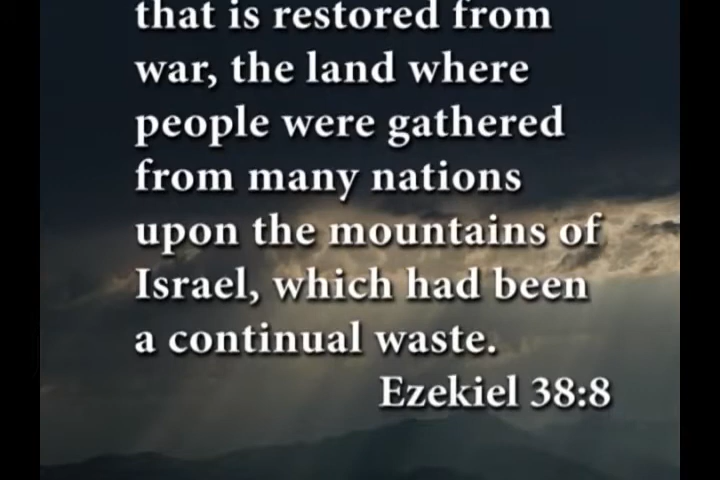 that is restored from
war, the land where
people were gathered
from many nations
upon the mountains of
Israel, which had been
a continual waste.
Ezekiel 38:8